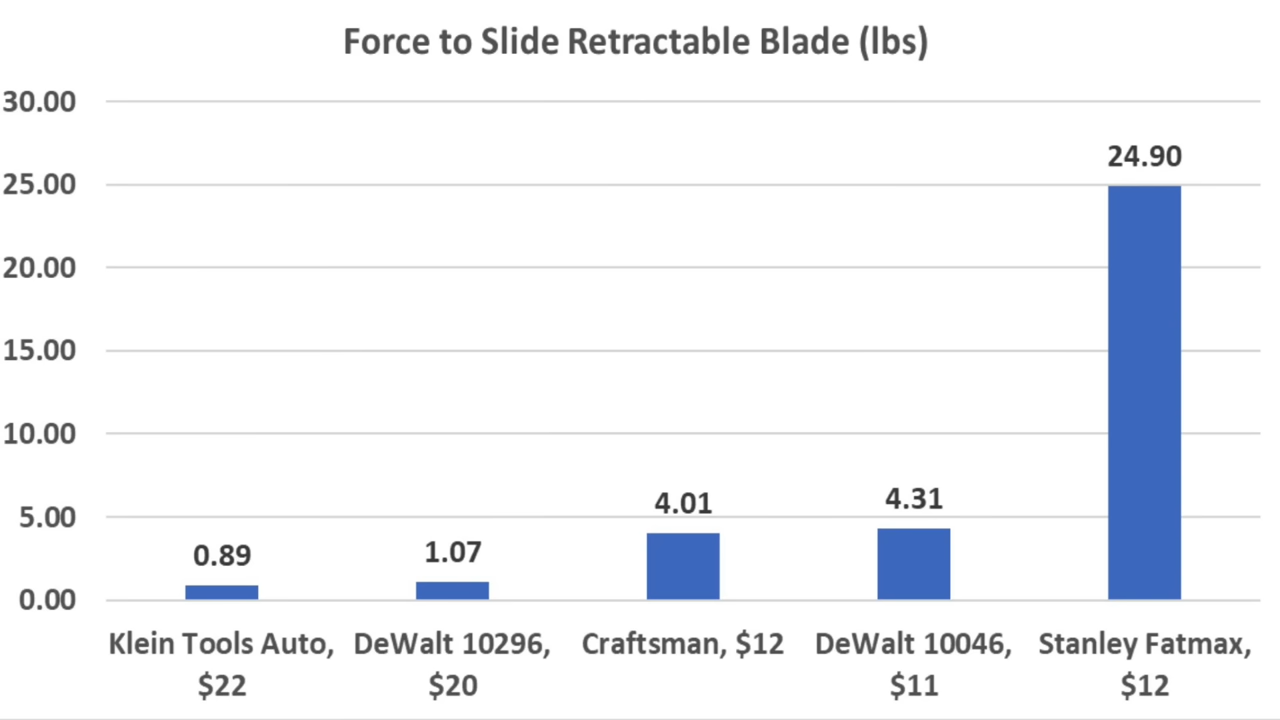 Force to Slide Retractable Blade (lbs)
30.00
24.90
25.00
20.00
15.00
10.00
4.01
4.31
5.00
0.89
1.07
0.00
Klein Tools Auto, $22
DeWalt 10296, $20
Craftsman, $12
DeWalt 10046, $11
Stanley Fatmax, $12